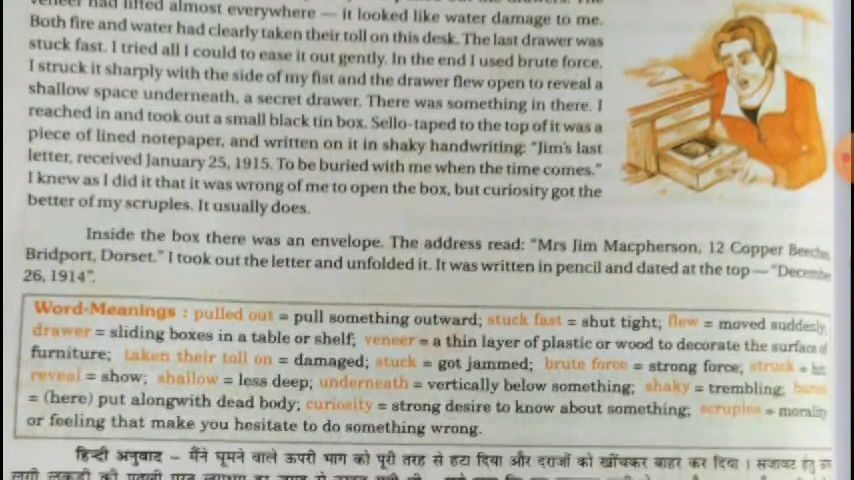 veneer had lifted almost everywhere — it looked like water damage to me.
Both fire and water had clearly taken their toll on this desk. The last drawer was
stuck fast. I tried all I could to ease it out gently. In the end I used brute force.
I struck it sharply with the side of my fist and the drawer flew open to reveal a
shallow space underneath, a secret drawer. There was something in there. I
reached in and took out a small black tin box. Sello-taped to the top of it was a
piece of lined notepaper, and written on it in shaky handwriting: "Jim's last
letter, received January 25, 1915. To be buried with me when the time comes."
I knew as I did it that it was wrong of me to open the box, but curiosity got the
better of my scruples. It usually does.
Inside the box there was an envelope. The address read: "Mrs Jim Macpherson, 12 Copper Beeches
Bridport, Dorset." I took out the letter and unfolded it. It was written in pencil and dated at the top — "December
26, 1914".
Word-Meanings : pulled out = pull something outward; stuck fast = shut tight; flew = moved suddenly,
drawer = sliding boxes in a table or shelf; veneer = a thin layer of plastic or wood to decorate the surface of
furniture; taken their toll on = damaged; stuck = got jammed; brute force = strong force; struck = hit
reveal = show; shallow = less deep; underneath = vertically below something; shaky = trembling;
= (here) put alongwith dead body; curiosity = strong desire to know about something; scruples = morality
or feeling that make you hesitate to do something wrong.
हिन्दी अनुवाद – मैंने घूमने वाले ऊपरी भाग को पूरी तरह से हटा दिया और दराजों को खींचकर बाहर कर दिया । सजावट हेतु